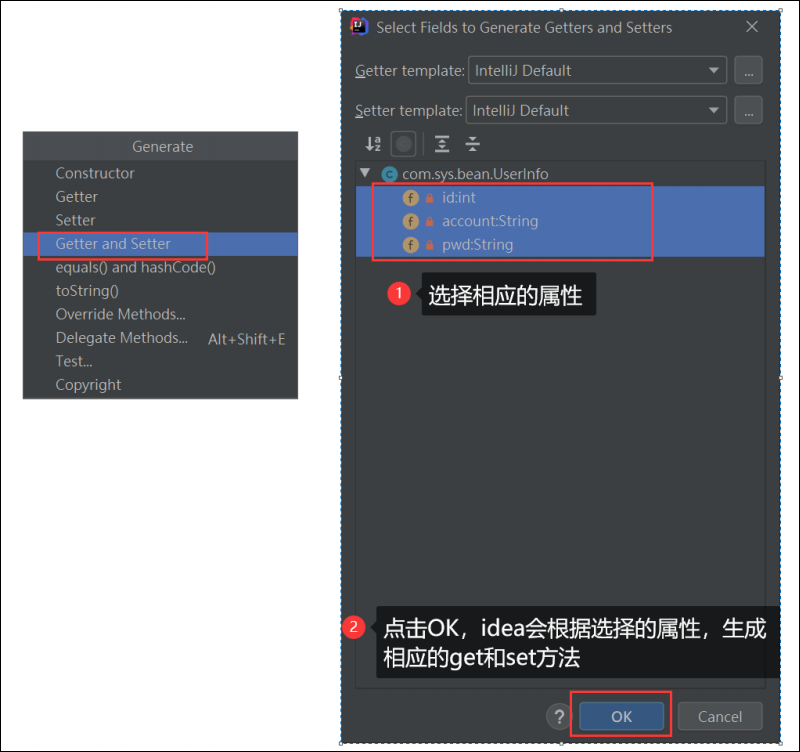 Generate
Constructor
Getter
Setter
Getter and Setter
equals() and hashCode()
toString()
Override Methods...
Delegate Methods... Alt+Shift+E
Test...
Copyright
Select Fields to Generate Getters and Setters
Getter template: IntelliJ Default ...
Setter template: IntelliJ Default ...
com.sys.bean.UserInfo
id:int
account:String
pwd:String
1 选择相应的属性
2 点击OK，idea会根据选择的属性，生成
相应的get和set方法
? OK Cancel